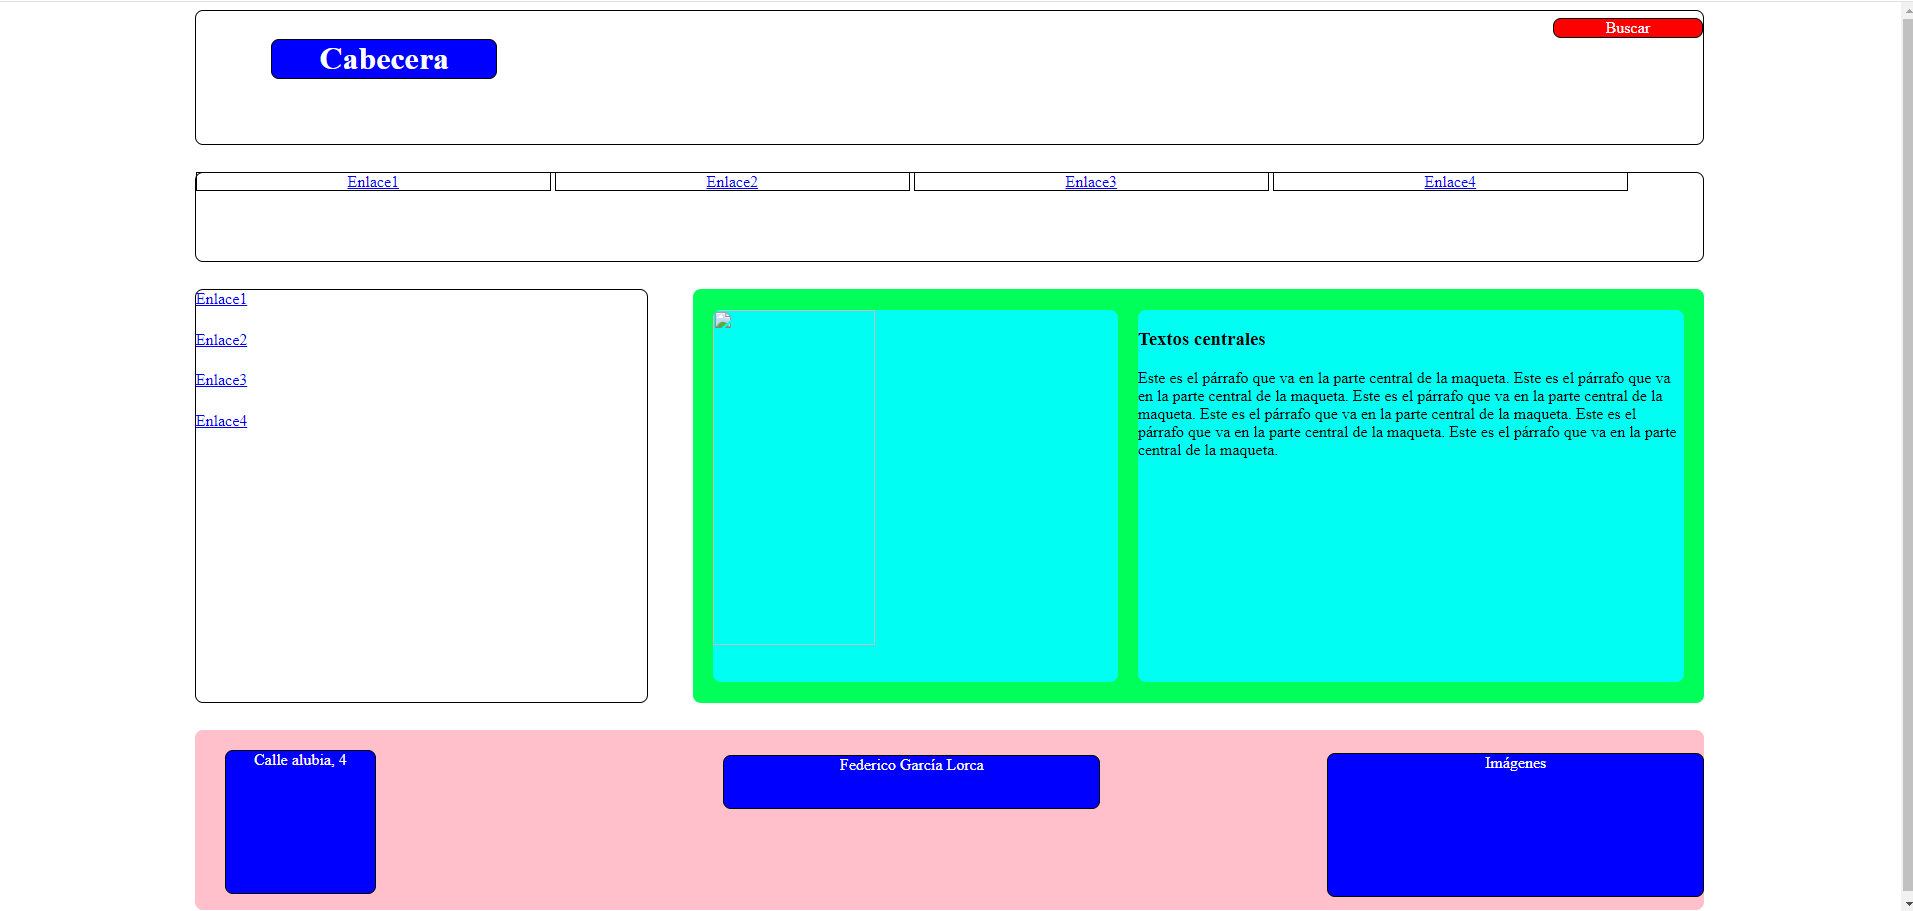 Buscar
Cabecera
Enlace1
Enlace2
Enlace3
Enlace4
Enlace1
Enlace2
Enlace3
Enlace4
Textos centrales
Este es el párrafo que va en la parte central de la maqueta. Este es el párrafo que va
en la parte central de la maqueta. Este es el párrafo que va en la parte central de la
maqueta. Este es el párrafo que va en la parte central de la maqueta. Este es el
párrafo que va en la parte central de la maqueta. Este es el párrafo que va en la parte
central de la maqueta.
Calle alubia, 4
Federico García Lorca
Imágenes